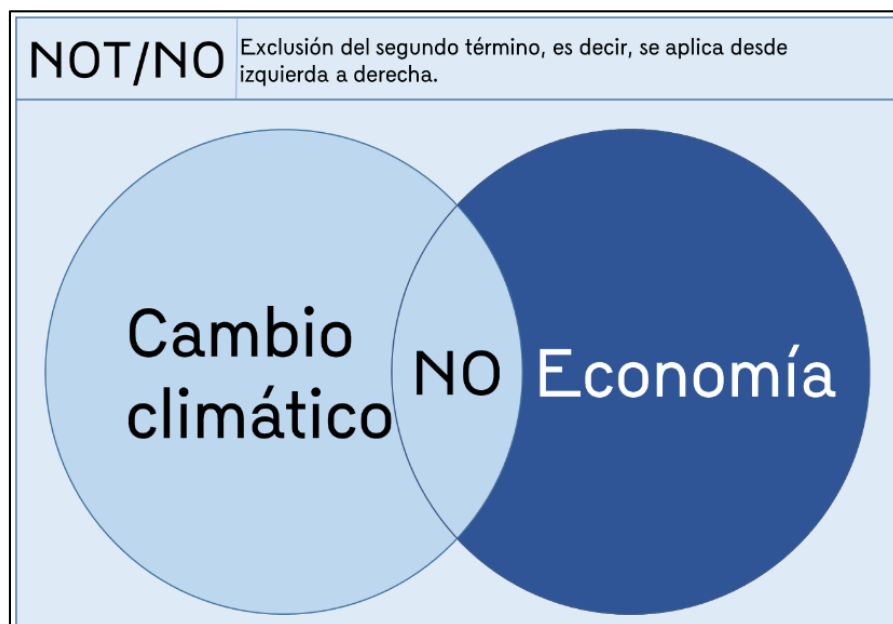 NOT/NO
Exclusión del segundo término, es decir, se aplica desde
izquierda a derecha.
Cambio
climático
NO
Economía